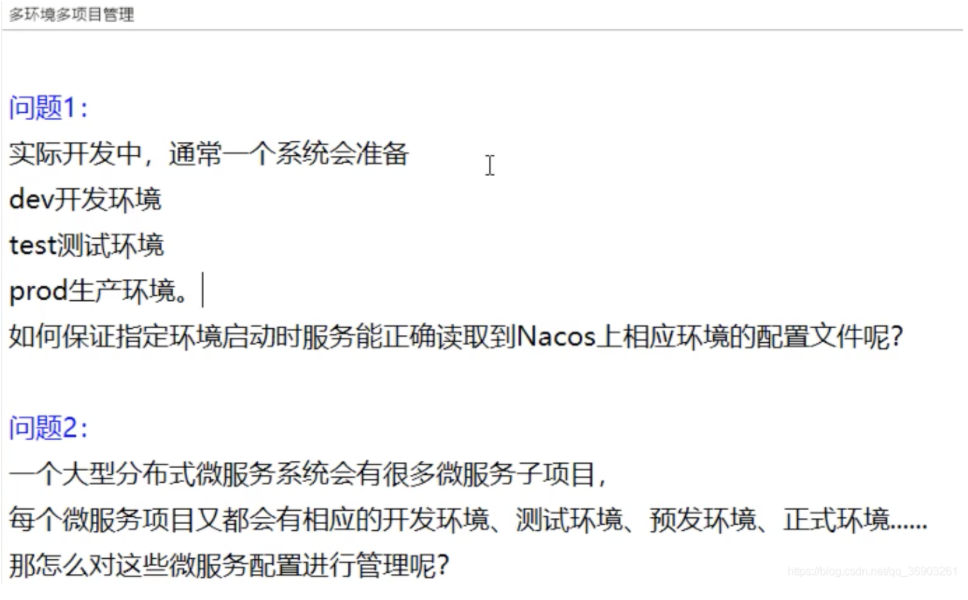 多环境多项目管理
问题1：
实际开发中，通常一个系统会准备
dev开发环境
test测试环境
prod生产环境。
如何保证指定环境启动时服务能正确读取到Nacos上相应环境的配置文件呢？
问题2：
一个大型分布式微服务系统会有很多微服务子项目，
每个微服务项目又都会有相应的开发环境、测试环境、预发环境、正式环境......
那怎么对这些微服务配置进行管理呢？
https://blog.csdn.net/qq_36903261